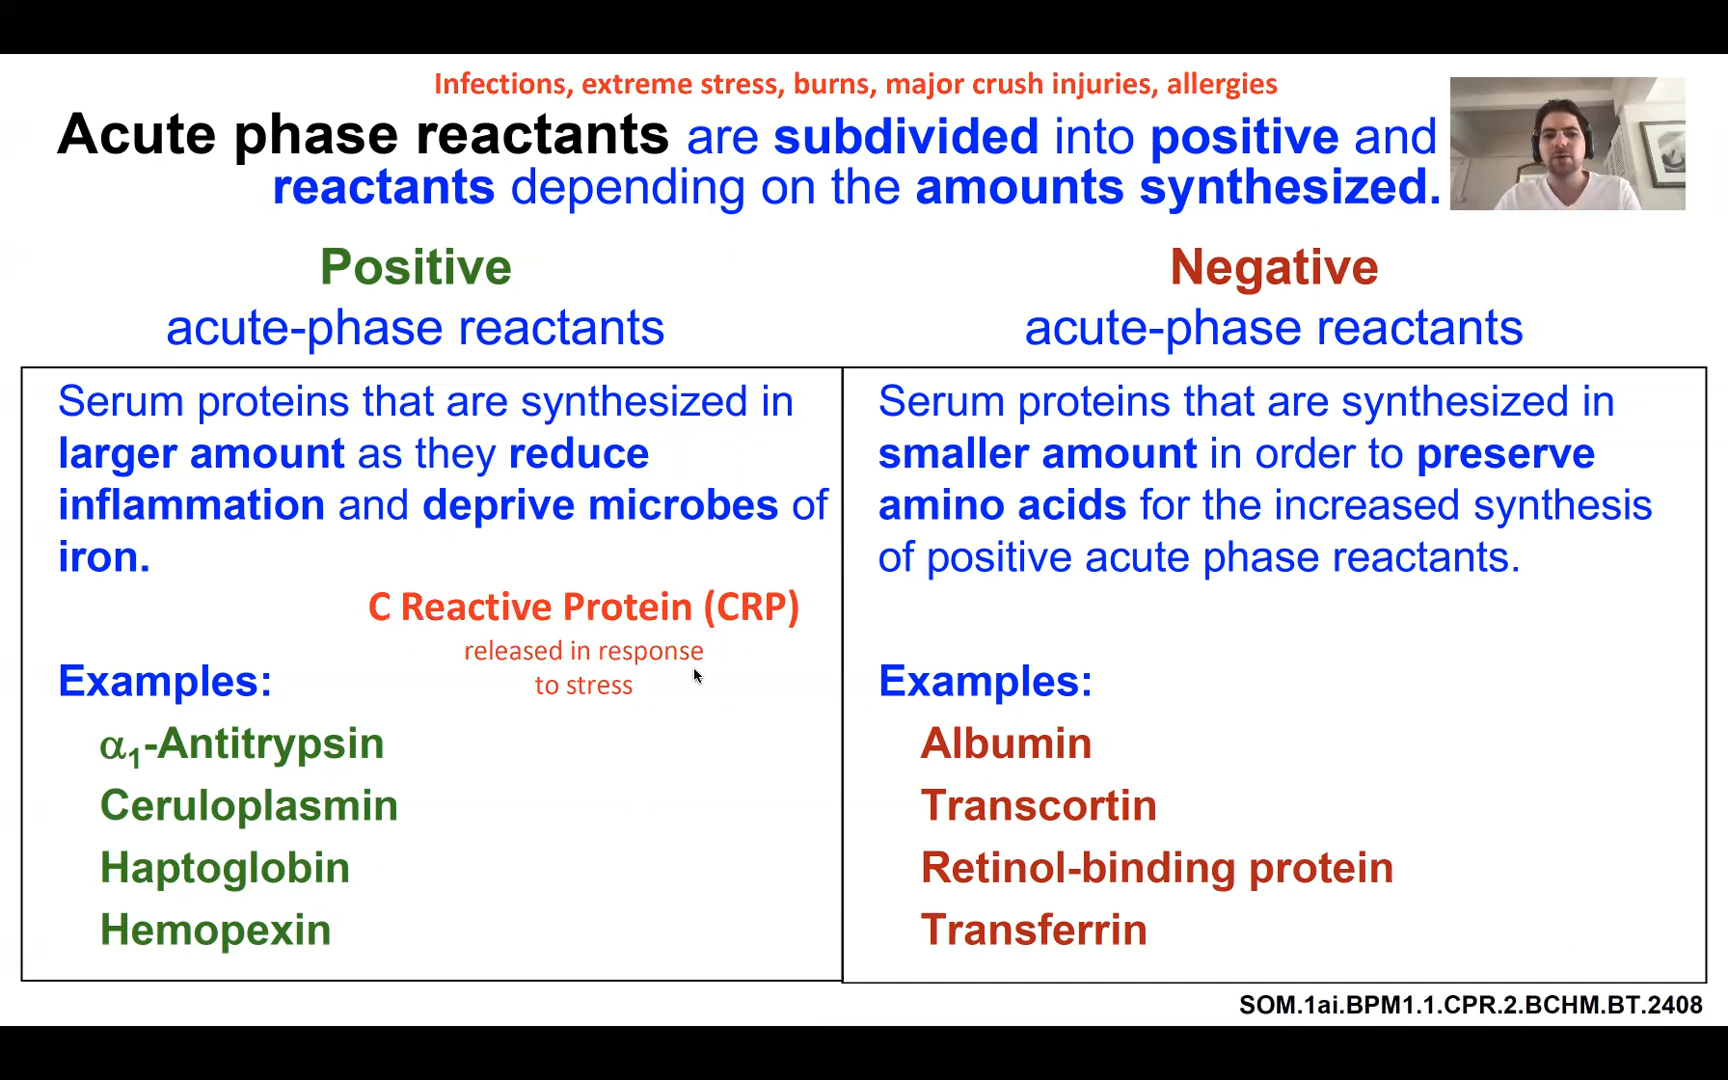 Infections, extreme stress, burns, major crush injuries, allergies
Acute phase reactants are subdivided into positive and
reactants depending on the amounts synthesized.
Positive
acute-phase reactants
Serum proteins that are synthesized in
larger amount as they reduce
inflammation and deprive microbes of
iron.
C Reactive Protein (CRP)
released in response
to stress
Examples:
α1-Antitrypsin
Ceruloplasmin
Haptoglobin
Hemopexin
Negative
acute-phase reactants
Serum proteins that are synthesized in
smaller amount in order to preserve
amino acids for the increased synthesis
of positive acute phase reactants.
Examples:
Albumin
Transcortin
Retinol-binding protein
Transferrin
SOM.1ai.BPM1.1.CPR.2.BCHM.BT.2408